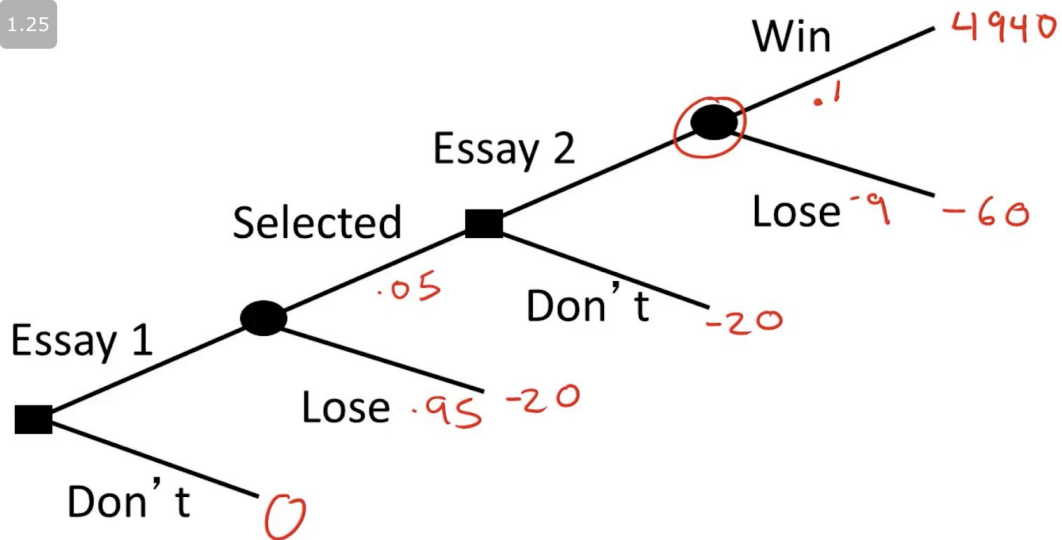 1.25
Win 4940
.1
Essay 2
Lose .9 -60
Selected
.05
Don't -20
Essay 1
Lose .95 -20
Don't 0